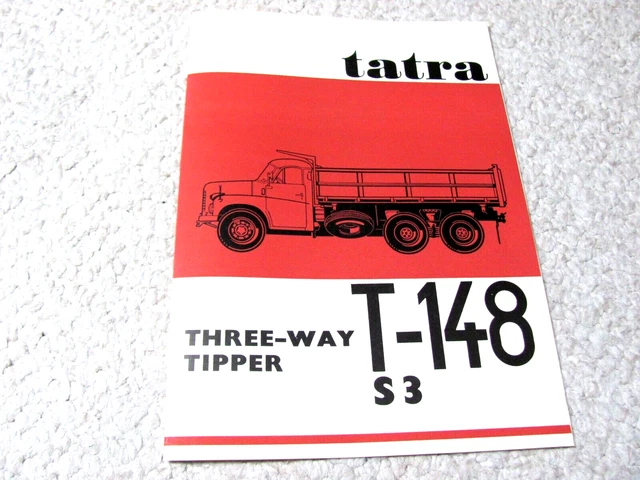 tatra
THREE-WAY
TIPPER
T-148
S3